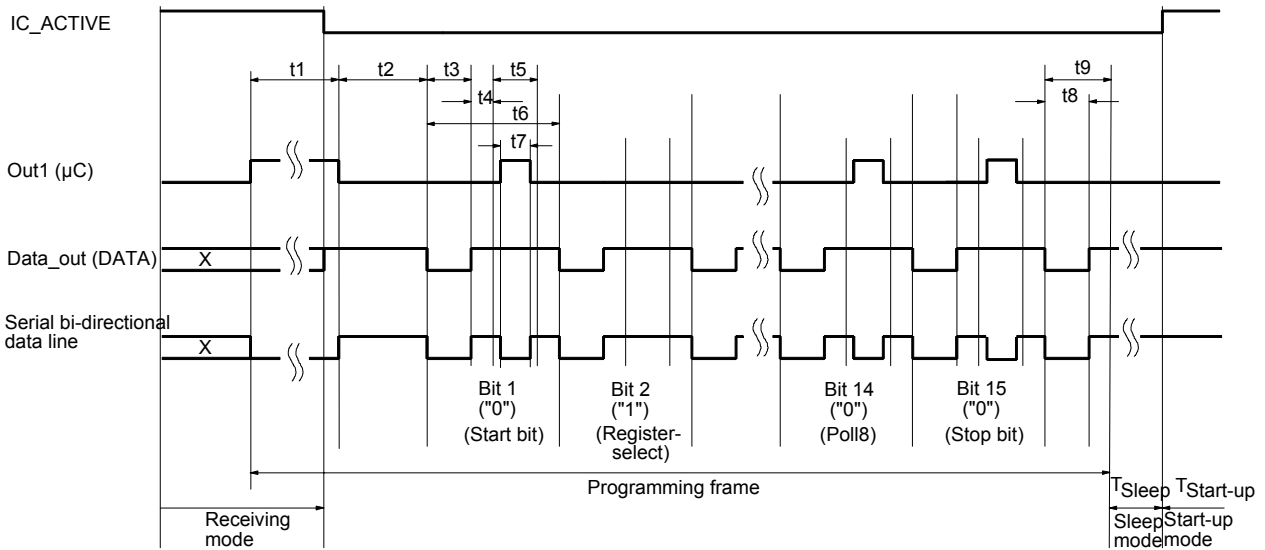 IC_ACTIVE
t1
t2
t3
t5
t9
t4
t8
t6
t7
Out1 (µC)
Data_out (DATA)
X
Serial bi-directional
data line
X
Bit 1
("0")
(Start bit)
Bit 2
("1")
(Register-
select)
Bit 14
("0")
(Poll8)
Bit 15
("0")
(Stop bit)
Programming frame
TSleep
TStart-up
Receiving
mode
Sleep
mode
Start-up
mode